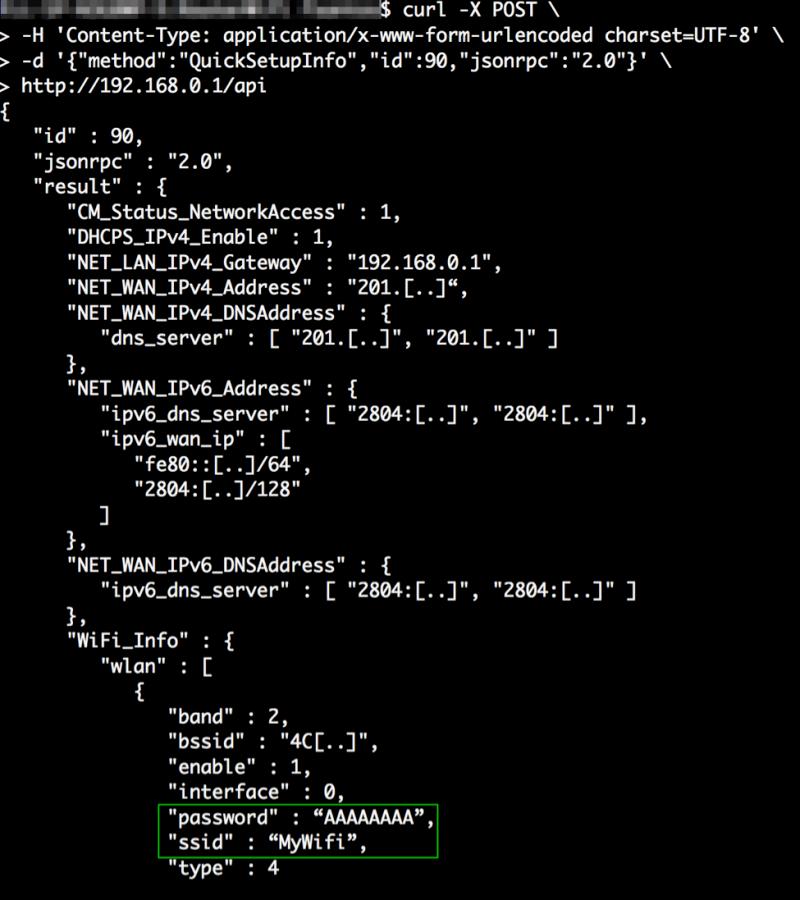 $ curl -X POST \
> -H 'Content-Type: application/x-www-form-urlencoded charset=UTF-8' \
> -d '{"method":"QuickSetupInfo","id":90,"jsonrpc":"2.0"}' \
> http://192.168.0.1/api
{
   "id" : 90,
   "jsonrpc" : "2.0",
   "result" : {
      "CM_Status_NetworkAccess" : 1,
      "DHCPS_IPv4_Enable" : 1,
      "NET_LAN_IPv4_Gateway" : "192.168.0.1",
      "NET_WAN_IPv4_Address" : "201.[..]“,
      "NET_WAN_IPv4_DNSAddress" : {
         "dns_server" : [ "201.[..]", "201.[..]" ]
      },
      "NET_WAN_IPv6_Address" : {
         "ipv6_dns_server" : [ "2804:[..]", "2804:[..]" ],
         "ipv6_wan_ip" : [
            "fe80::[..]/64",
            "2804:[..]/128"
         ]
      },
      "NET_WAN_IPv6_DNSAddress" : {
         "ipv6_dns_server" : [ "2804:[..]", "2804:[..]" ]
      },
      "WiFi_Info" : {
         "wlan" : [
            {
               "band" : 2,
               "bssid" : "4C[..]",
               "enable" : 1,
               "interface" : 0,
               "password" : “AAAAAAAA”,
               "ssid" : “MyWifi”,
               "type" : 4